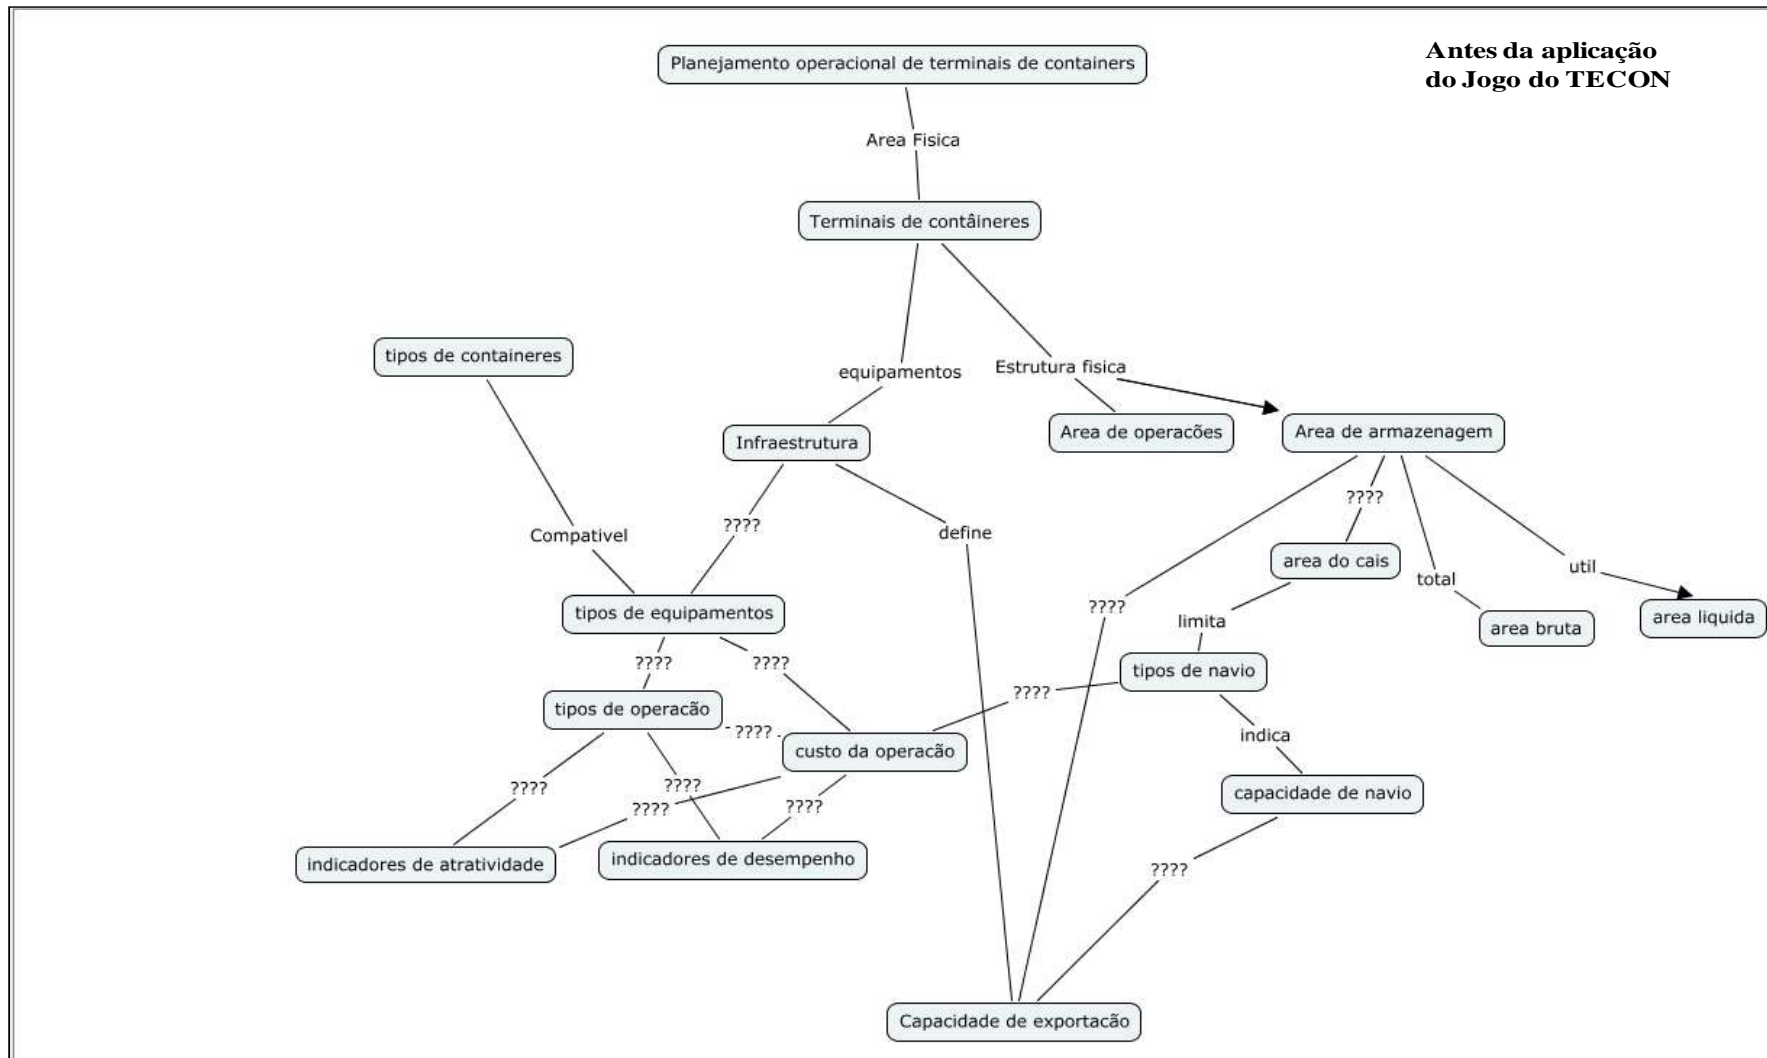 Antes da aplicação
do Jogo do TECON
Planejamento operacional de terminais de containers
Area Fisica
Terminais de contâineres
tipos de containeres
equipamentos
Estrutura fisica
Infraestrutura
Area de operacões
Area de armazenagem
????
????
Compativel
define
area do cais
util
total
????
tipos de equipamentos
limita
area bruta
area liquida
????
????
tipos de navio
????
tipos de operacão
????
custo da operacão
indica
????
????
????
????
capacidade de navio
indicadores de atratividade
indicadores de desempenho
????
Capacidade de exportacão